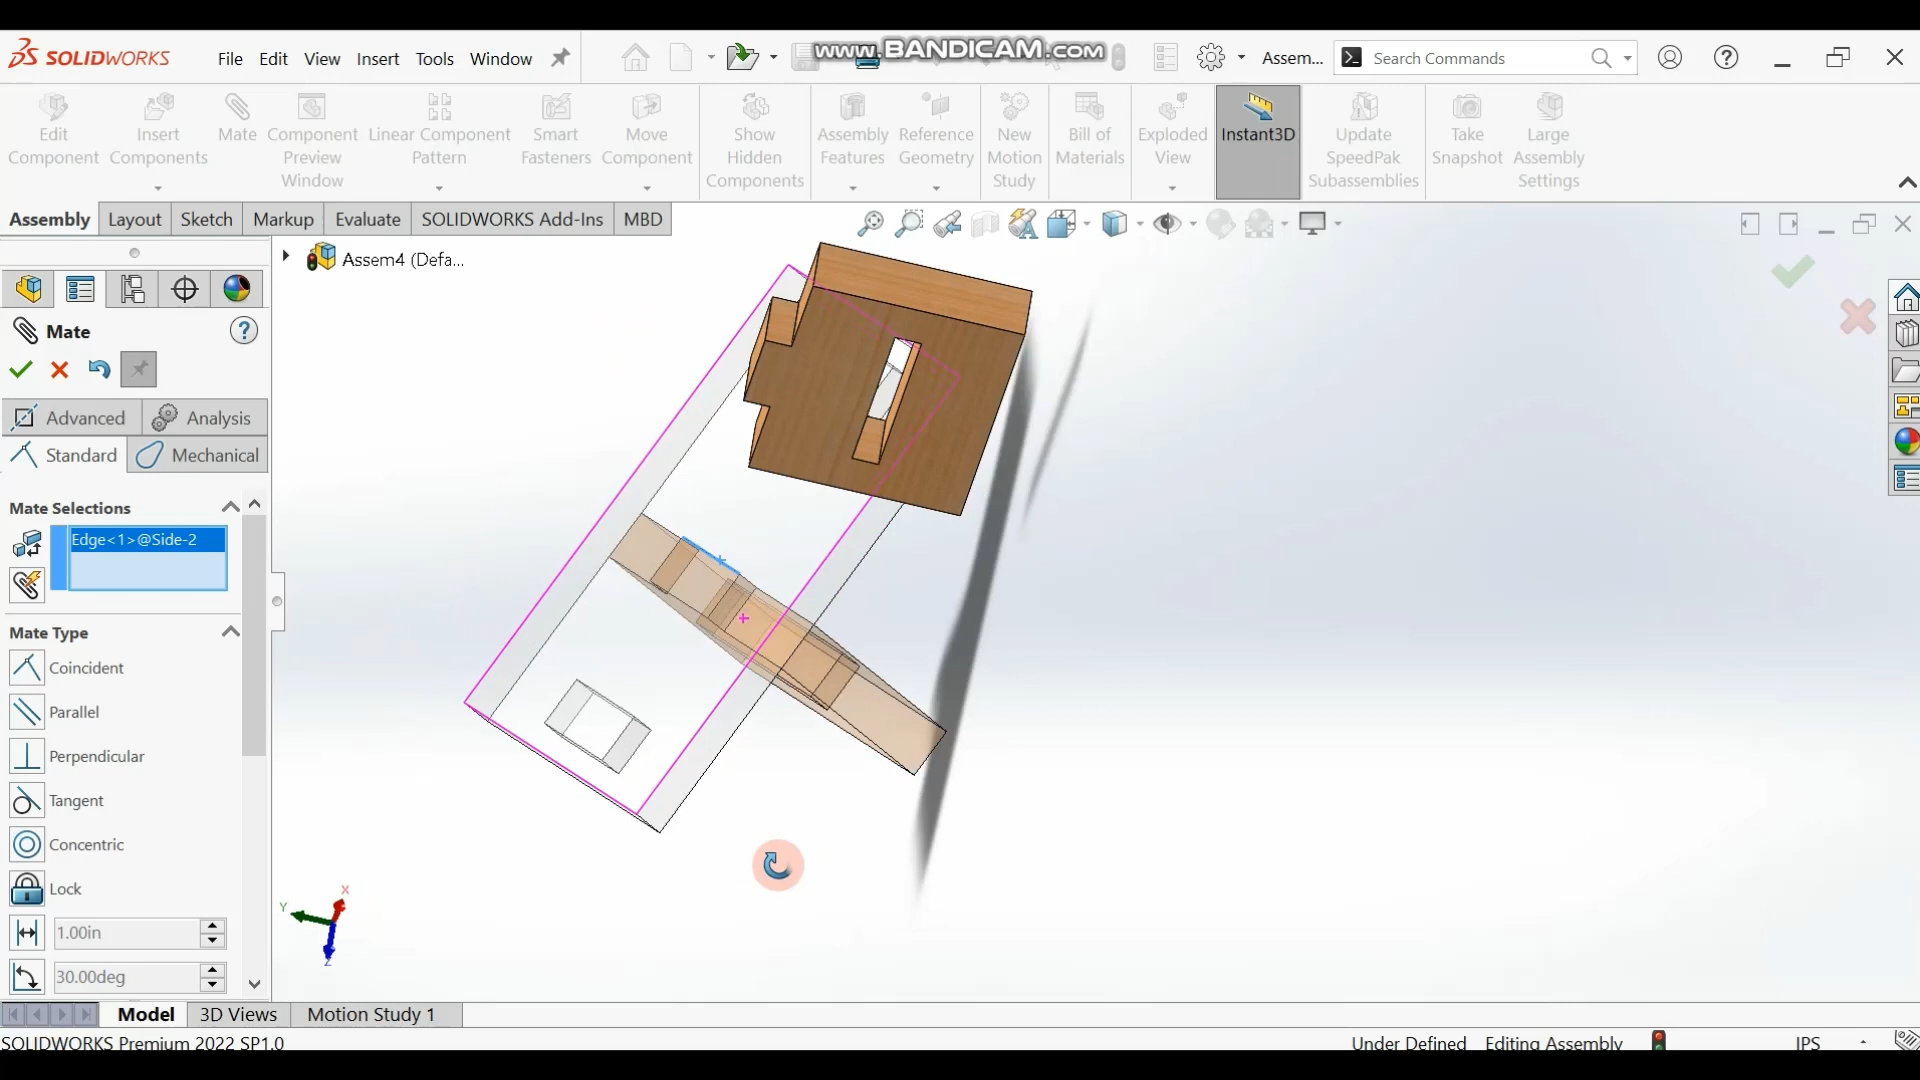 SOLIDWORKS File Edit View Insert Tools Window www.BANDICAM.com Assem... Search Commands
Edit Component
Insert Components
Mate
Component Preview Window
Linear Component Pattern
Smart Fasteners
Move Component
Show Hidden Components
Assembly Features
Reference Geometry
New Motion Study
Bill of Materials
Exploded View
Instant3D
Update SpeedPak Subassemblies
Take Snapshot
Large Assembly Settings
Assembly Layout Sketch Markup Evaluate SOLIDWORKS Add-Ins MBD
Assem4 (Defa...
Mate
Advanced Analysis
Standard Mechanical
Mate Selections
Edge<1>@Side-2
Mate Type
Coincident
Parallel
Perpendicular
Tangent
Concentric
Lock
1.00in
30.00deg
X
Y
Z
Model 3D Views Motion Study 1
SOLIDWORKS Premium 2022 SP1.0 Under Defined Editing Assembly IPS